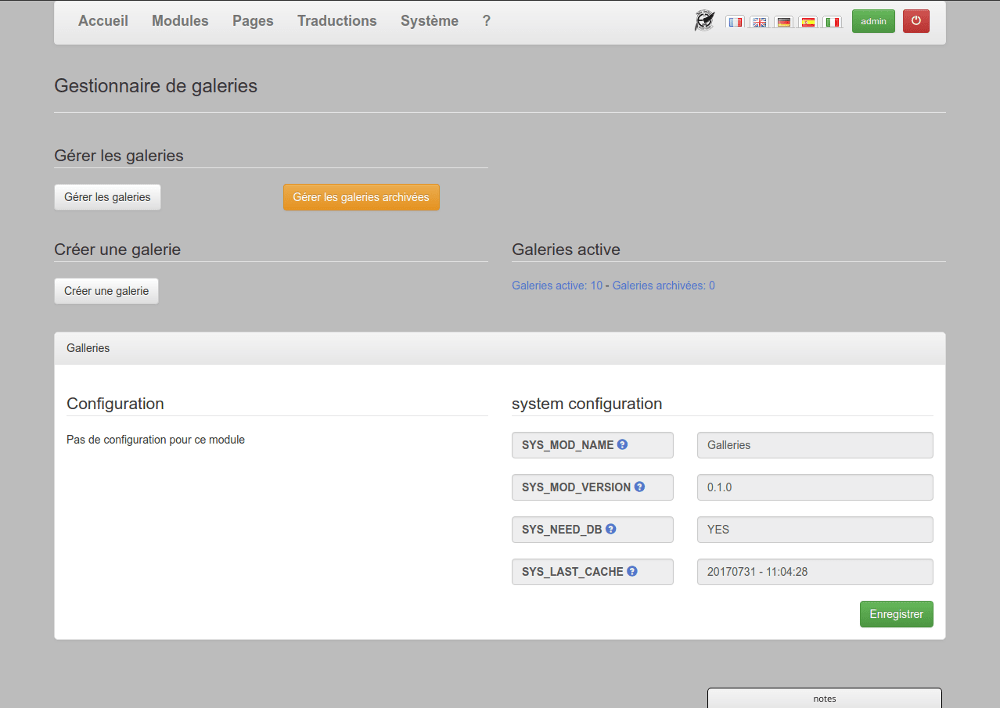 Accueil Modules Pages Traductions Système ? admin
Gestionnaire de galeries
Gérer les galeries
Gérer les galeries Gérer les galeries archivées
Créer une galerie Galeries active
Créer une galerie Galeries active: 10 - Galeries archivées: 0
Galleries
Configuration system configuration
Pas de configuration pour ce module SYS_MOD_NAME ? Galleries
SYS_MOD_VERSION ? 0.1.0
SYS_NEED_DB ? YES
SYS_LAST_CACHE ? 20170731 - 11:04:28
Enregistrer
notes